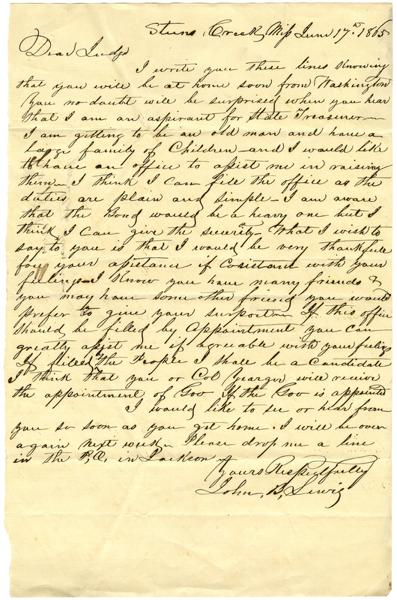 Steens Creek, Miss June 17th 1865
Dear Judge
I write you these lines Knowing
that you will be at home soon from Washington
You no doubt will be surprised when you hear
that I am an aspirant for State Treasurer—
I am getting to be an old man and have a
large family of Children—and I would like
to have an office to assist me in raising
them— I think I can fill the office as the
duties are plain and simple— I am aware
that the Bond would be a heavy one but I
think I can give the security— What I wish to
say to you is that I would be very thankfull
for your assistance if Cosistant with your
feelings— I Know you have many friends &
you may have some other friend you would
prefer to give your support— If this office
should be filled by Appointment you can
greatly assist me if agreeable with your feelings
If filled The People I shall be a Candidate
I think that you or Col Yearger will receive
the appointment of Gov If the Gov is appointed
I would like to see or hear from
you so soon as you get home. I will be over
again next week— Please drop me a line
in the P.O. in Jackson
Yours Respectfully
John, B, Lewis